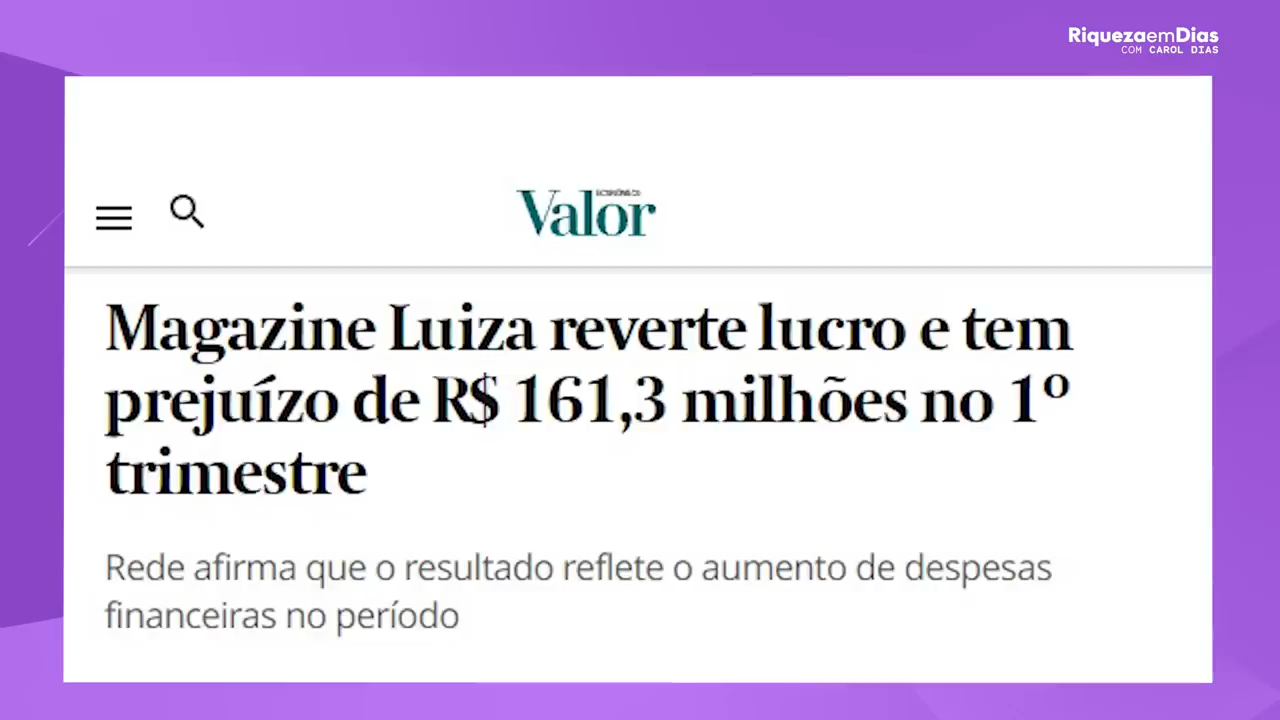 RiquezaemDias
COM CAROL DIAS
ECONÔMICO
Valor
Magazine Luiza reverte lucro e tem
prejuízo de R$ 161,3 milhões no 1º
trimestre
Rede afirma que o resultado reflete o aumento de despesas
financeiras no período